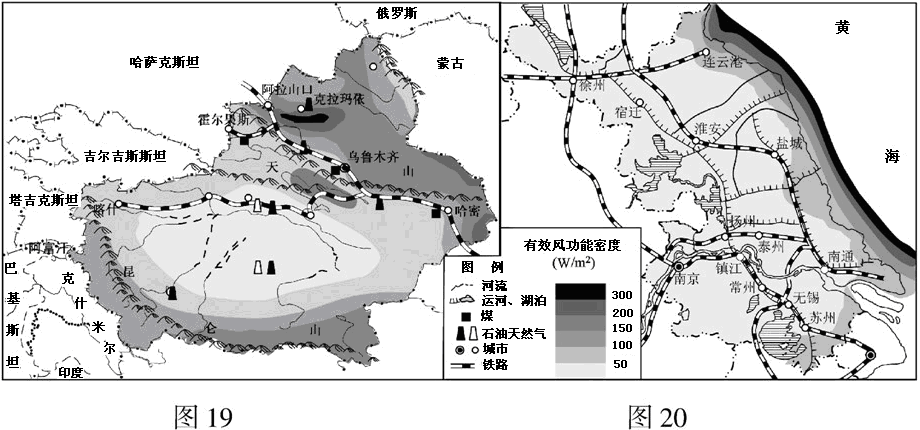 俄罗斯
哈萨克斯坦
蒙古
阿拉山口
克拉玛依
霍尔果斯
吉尔吉斯斯坦
乌鲁木齐
天
山
塔吉克斯坦
喀什
哈密
阿富汗
昆
仑
山
巴
基
斯
坦
克
什
米
尔
印度
黄
海
连云港
徐州
宿迁
淮安
盐城
扬州
泰州
南通
南京
镇江
常州
无锡
苏州
有效风功能密度
(W/m²)
300
200
150
100
50
图 例
河流
运河、湖泊
煤
石油天然气
城市
铁路
图 19
图 20